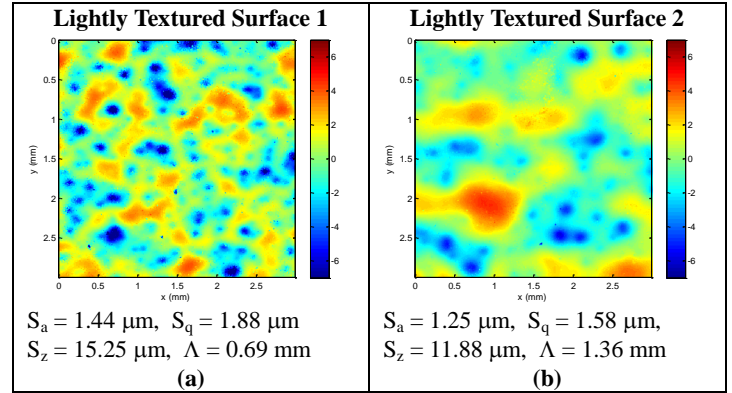 Lightly Textured Surface 1
0
0.5
1
1.5
2
2.5
y (mm)
0 0.5 1 1.5 2 2.5
x (mm)
6
4
2
0
-2
-4
-6
Sa = 1.44 μm, Sq = 1.88 μm
Sz = 15.25 μm, Λ = 0.69 mm
(a)
Lightly Textured Surface 2
0
0.5
1
1.5
2
2.5
y (mm)
0 0.5 1 1.5 2 2.5
x (mm)
6
4
2
0
-2
-4
-6
Sa = 1.25 μm, Sq = 1.58 μm,
Sz = 11.88 μm, Λ = 1.36 mm
(b)